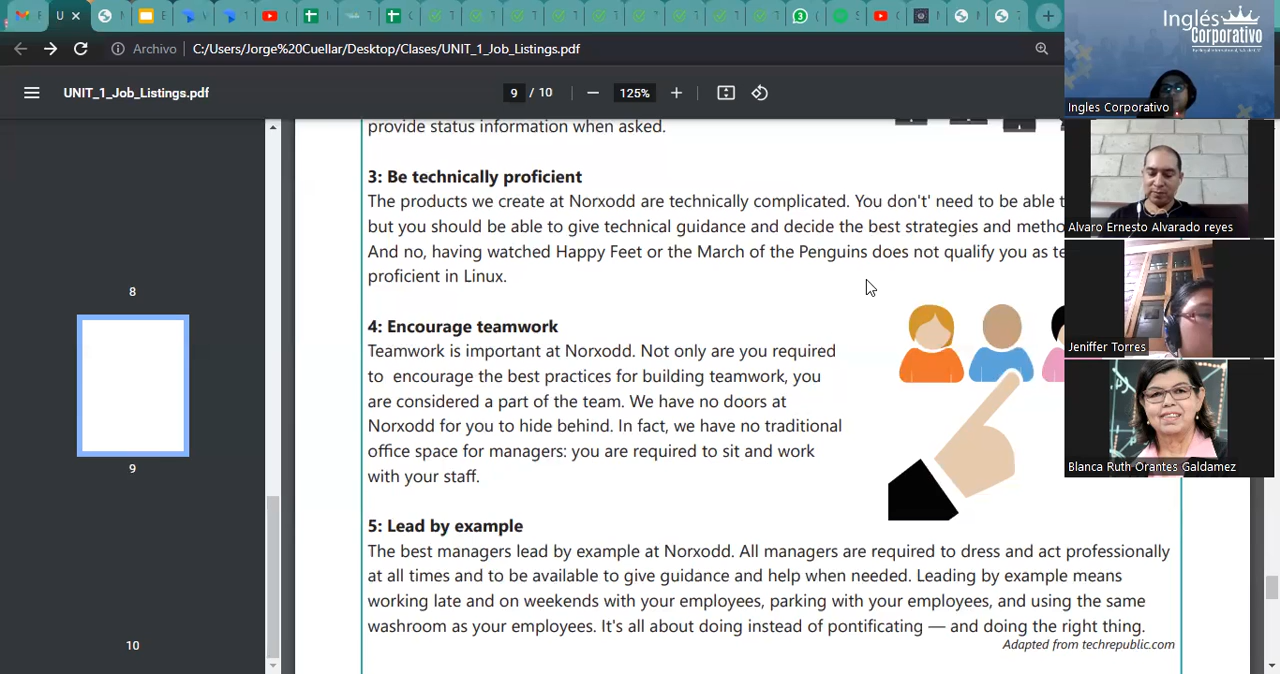 Archivo
C:/Users/Jorge%20Cuellar/Desktop/Clases/UNIT_1_Job_Listings.pdf
UNIT_1_Job_Listings.pdf
9 / 10
125%
Inglés
Corporativo
Ingles Corporativo
Alvaro Ernesto Alvarado reyes
Jeniffer Torres
Blanca Ruth Orantes Galdamez
8
9
10
provide status information when asked.
3: Be technically proficient
The products we create at Norxodd are technically complicated. You don't' need to be able
but you should be able to give technical guidance and decide the best strategies and
And no, having watched Happy Feet or the March of the Penguins does not qualify you as
proficient in Linux.
4: Encourage teamwork
Teamwork is important at Norxodd. Not only are you required
to encourage the best practices for building teamwork, you
are considered a part of the team. We have no doors at
Norxodd for you to hide behind. In fact, we have no traditional
office space for managers: you are required to sit and work
with your staff.
5: Lead by example
The best managers lead by example at Norxodd. All managers are required to dress and act professionally
at all times and to be available to give guidance and help when needed. Leading by example means
working late and on weekends with your employees, parking with your employees, and using the same
washroom as your employees. It's all about doing instead of pontificating — and doing the right thing.
Adapted from techrepublic.com